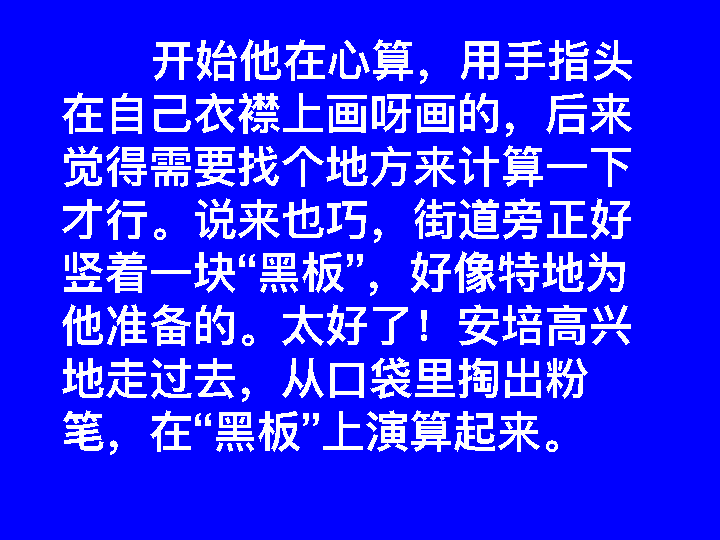 开始他在心算，用手指头
在自己衣襟上画呀画的，后来
觉得需要找个地方来计算一下
才行。说来也巧，街道旁正好
竖着一块“黑板”，好像特地为
他准备的。太好了！安培高兴
地走过去，从口袋里掏出粉
笔，在“黑板”上演算起来。